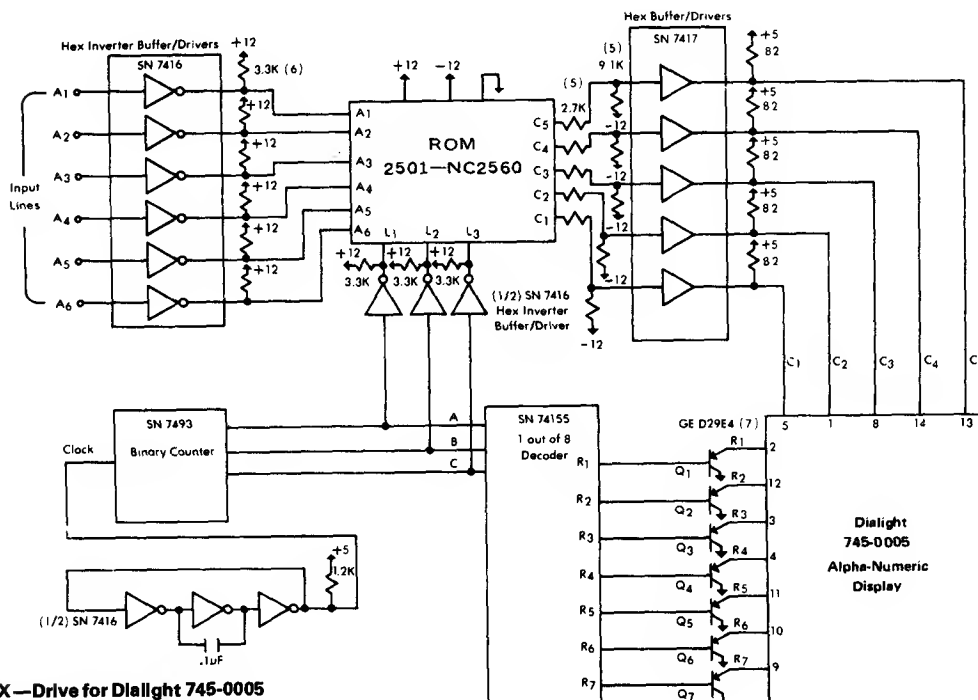 Hex Inverter Buffer/Drivers
SN 7416
+12
3.3K (6)
+12
+12
+12
+12
+12
A1
A2
A3
A4
A5
A6
Input
Lines
+12
-12
ROM
2501—NC2560
A1
A2
A3
A4
A5
A6
L1
L2
L3
C5
C4
C3
C2
C1
(5)
2.7K
(5)
9.1K
-12
-12
-12
-12
-12
Hex Buffer/Drivers
SN 7417
+5
82
+5
82
+5
82
+5
82
+5
82
+12
+12
+12
3.3K
3.3K
3.3K
(1/2) SN 7416
Hex Inverter
Buffer/Driver
C1
C2
C3
C4
C
SN 7493
Binary Counter
Clock
A
B
C
SN 74155
1 out of 8
Decoder
R1
R2
R3
R4
R5
R6
R7
GE D29E4 (7)
5
1
8
14
13
Q1
Q2
Q3
Q4
Q5
Q6
Q7
R1
R2
R3
R4
R5
R6
R7
2
12
3
4
11
10
9
Dialight
745-0005
Alpha-Numeric
Display
+5
1.2K
(1/2) SN 7416
.1µF
X—Drive for Dialight 745-0005